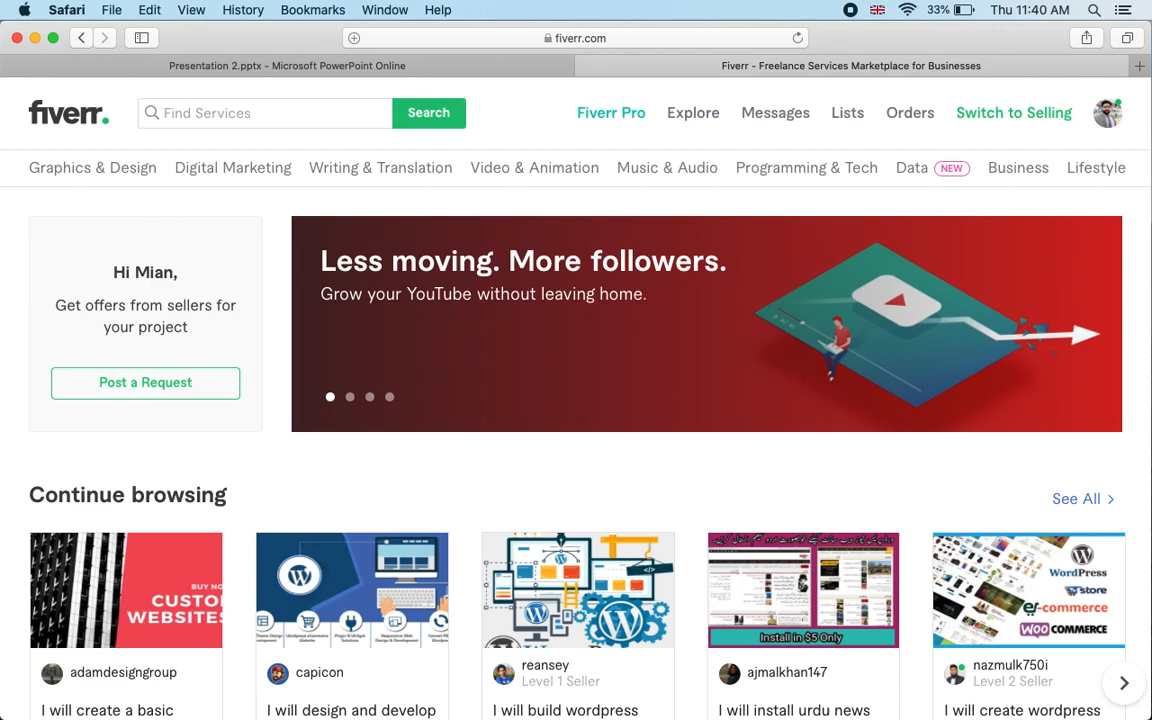 Safari File Edit View History Bookmarks Window Help 33% Thu 11:40 AM
fiverr.com
Presentation 2.pptx - Microsoft PowerPoint Online Fiverr - Freelance Services Marketplace for Businesses
fiverr. Find Services Search Fiverr Pro Explore Messages Lists Orders Switch to Selling
Graphics & Design Digital Marketing Writing & Translation Video & Animation Music & Audio Programming & Tech Data NEW Business Lifestyle
Hi Mian,
Get offers from sellers for
your project
Post a Request
Less moving. More followers.
Grow your YouTube without leaving home.
Continue browsing
See All
BUY NO
CUSTO
WEBSITES
Install in $5 Only
WordPress
store
e-commerce
WOO COMMERCE
adamdesigngroup
I will create a basic
capicon
I will design and develop
reansey
Level 1 Seller
I will build wordpress
ajmalkhan147
I will install urdu news
nazmulk750i
Level 2 Seller
I will create wordpress